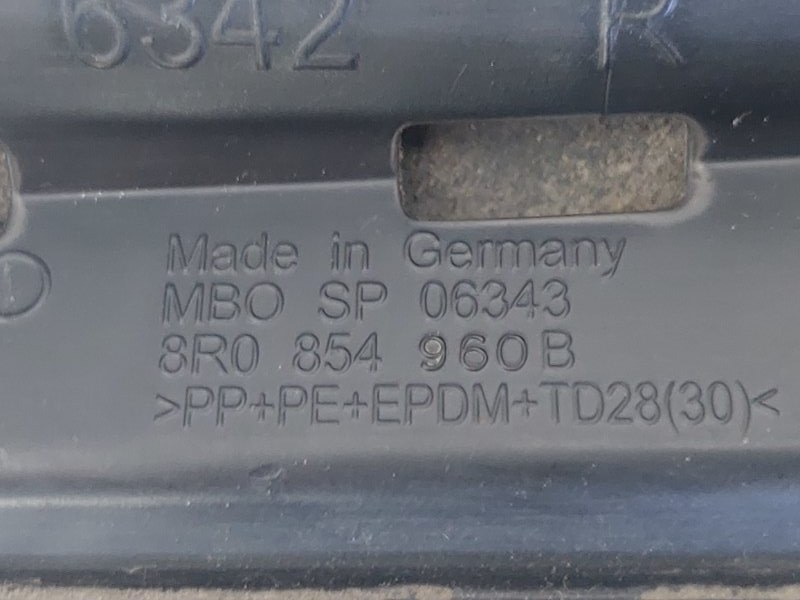 6342 R
Made in Germany
MBO SP 06343
8R0 854 960B
>PP+PE+EPDM+TD28(30)<